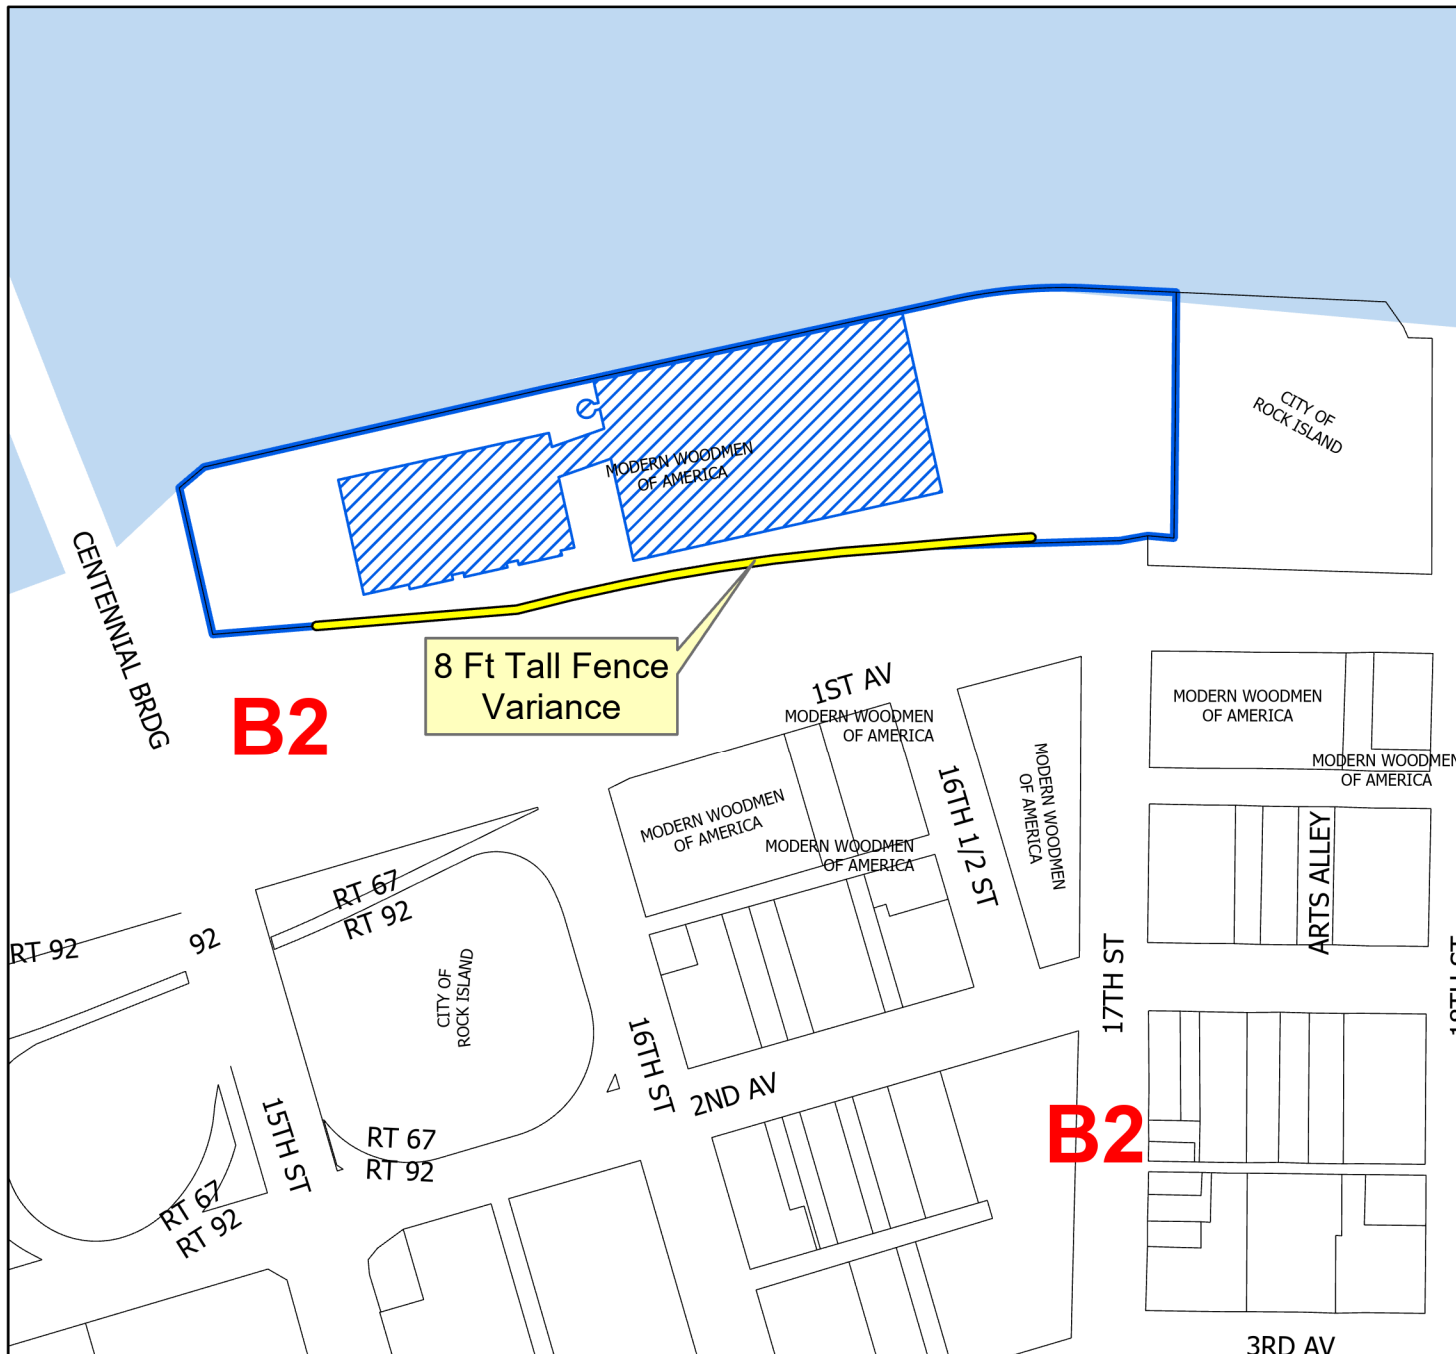 CITY OF
ROCK ISLAND
MODERN WOODMEN
OF AMERICA
CENTENNIAL BRDG
8 Ft Tall Fence
Variance
B2
1ST AV
MODERN WOODMEN
OF AMERICA
MODERN WOODMEN
OF AMERICA
MODERN WOODMEN
OF AMERICA
MODERN WOODMEN
OF AMERICA
MODERN WOODMEN
OF AMERICA
MODERN WOODMEN
OF AMERICA
16TH 1/2 ST
ARTS ALLEY
RT 67
RT 92
RT 92
92
CITY OF
ROCK ISLAND
17TH ST
16TH ST
2ND AV
15TH ST
RT 67
RT 92
B2
RT 67
RT 92
3RD AV